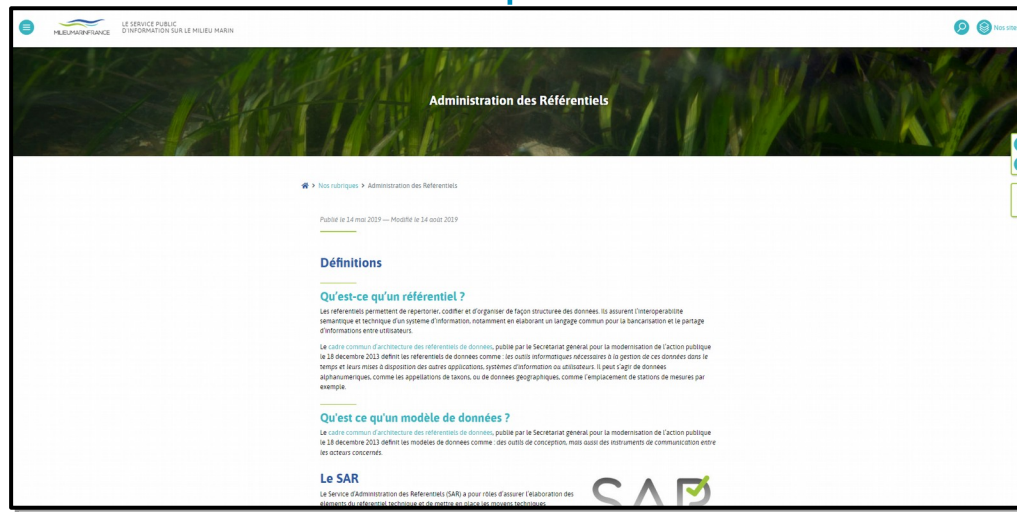 MILIEUMARINFRANCE
LE SERVICE PUBLIC
D'INFORMATION SUR LE MILIEU MARIN
Nos site
Administration des Référentiels
> Nos rubriques > Administration des Référentiels
Publié le 14 mai 2019 — Modifié le 14 août 2019
Définitions
Qu'est-ce qu'un référentiel ?
Les référentiels permettent de répertorier, codifier et d'organiser de façon structurée des données. Ils assurent l'interopérabilité
sémantique et technique d'un système d'information, notamment en élaborant un langage commun pour la bancarisation et le partage
d'informations entre utilisateurs.
Le cadre commun d'architecture des référentiels de données, publié par le Secrétariat général pour la modernisation de l'action publique
le 18 décembre 2013 définit les référentiels de données comme : les outils informatiques nécessaires à la gestion de ces données dans le
temps et leurs mises à disposition des autres applications, systèmes d'information ou utilisateurs. Il peut s'agir de données
alphanumériques, comme les appellations de taxons, ou de données géographiques, comme l'emplacement de stations de mesures par
exemple.
Qu'est ce qu'un modèle de données ?
Le cadre commun d'architecture des référentiels de données, publié par le Secrétariat général pour la modernisation de l'action publique
le 18 décembre 2013 définit les modèles de données comme : des outils de conception, mais aussi des instruments de communication entre
les acteurs concernés.
Le SAR
SAR
Le Service d'Administration des Référentiels (SAR) a pour rôles d'assurer l'élaboration des
éléments du référentiel technique et de mettre en place les moyens techniques,